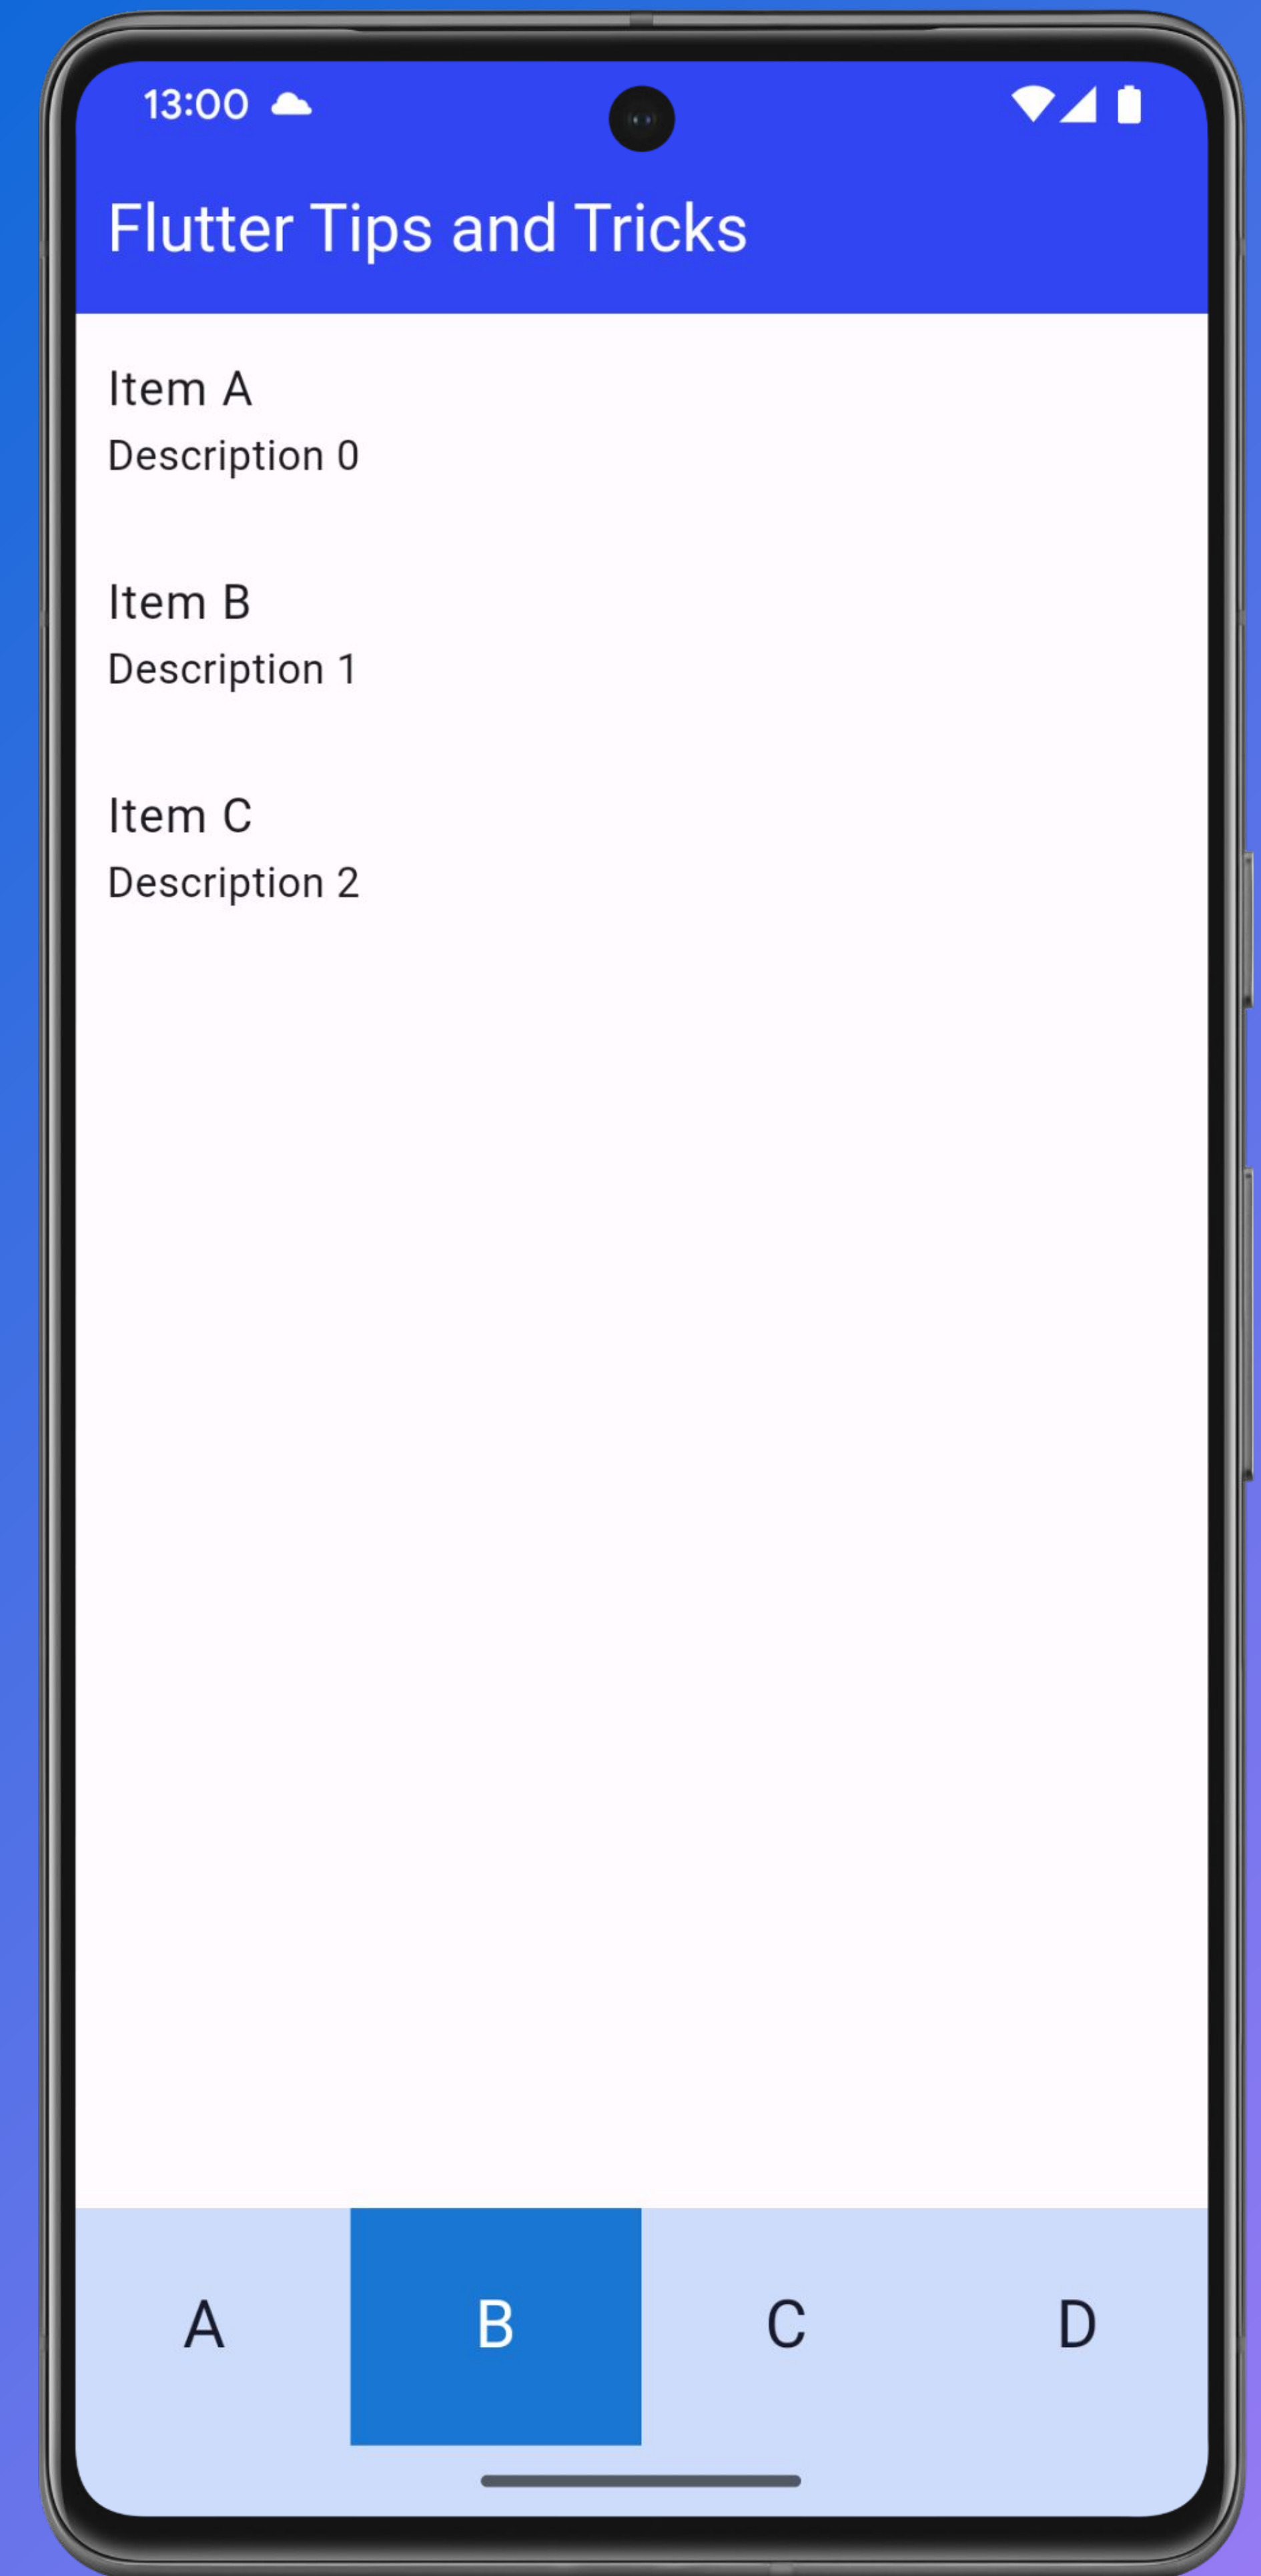 13:00
Flutter Tips and Tricks
Item A
Description 0
Item B
Description 1
Item C
Description 2
A B C D